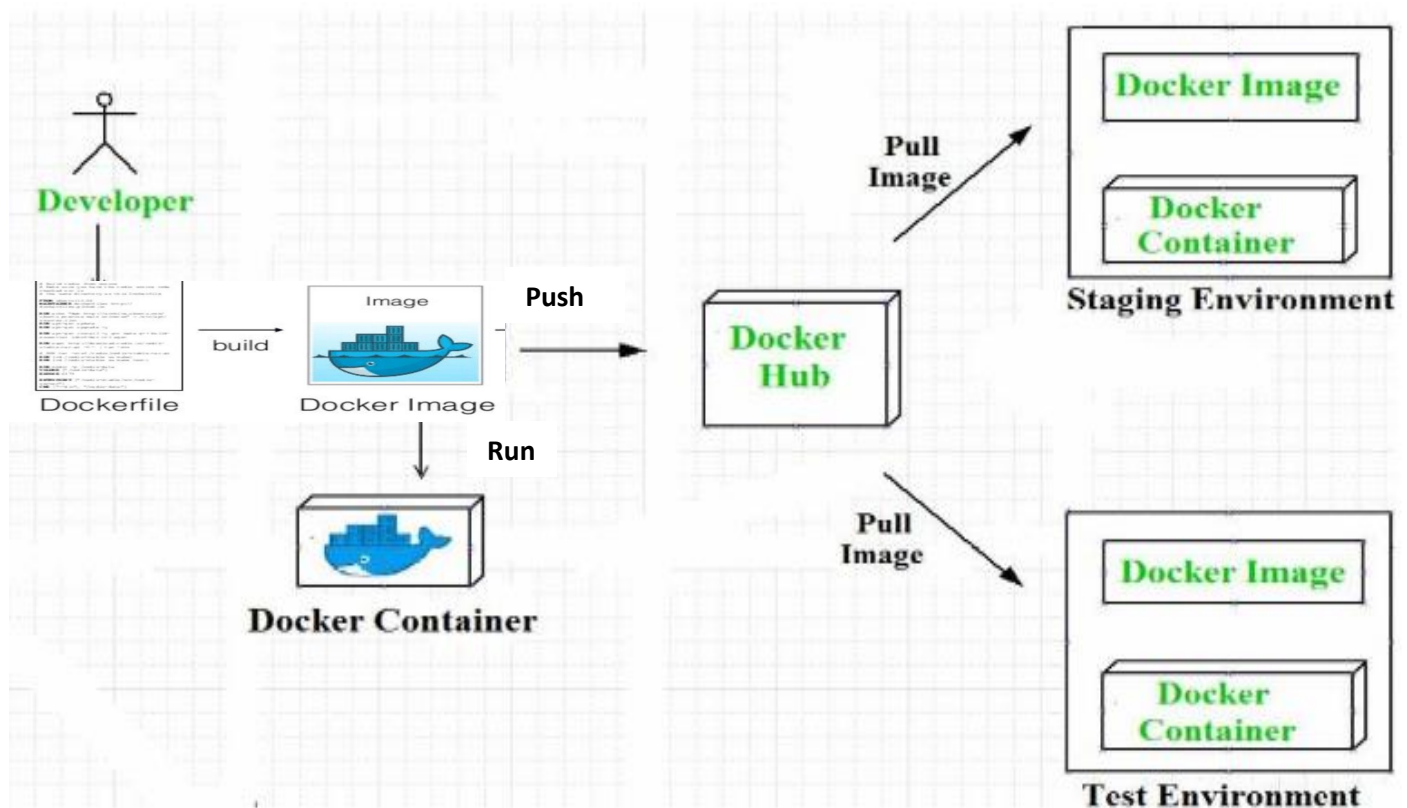 Developer
Dockerfile
build
Image
Docker Image
Push
Run
Docker Container
Docker
Hub
Pull
Image
Docker Image
Docker
Container
Staging Environment
Pull
Image
Docker Image
Docker
Container
Test Environment